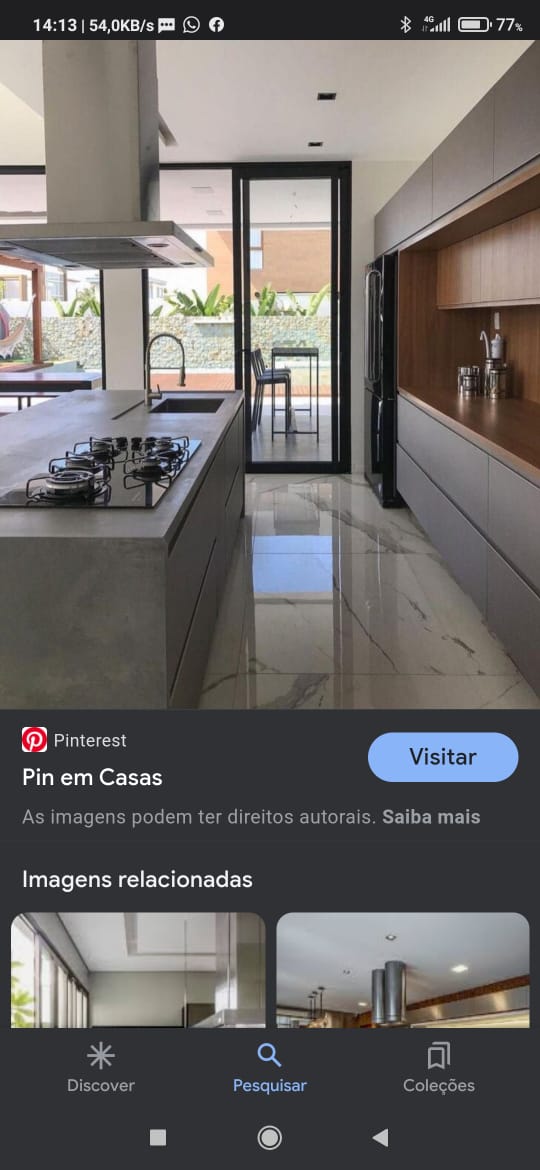 14:13 | 54,0KB/s
4G
77%
Pinterest
Visitar
Pin em Casas
As imagens podem ter direitos autorais. Saiba mais
Imagens relacionadas
Discover
Pesquisar
Coleções